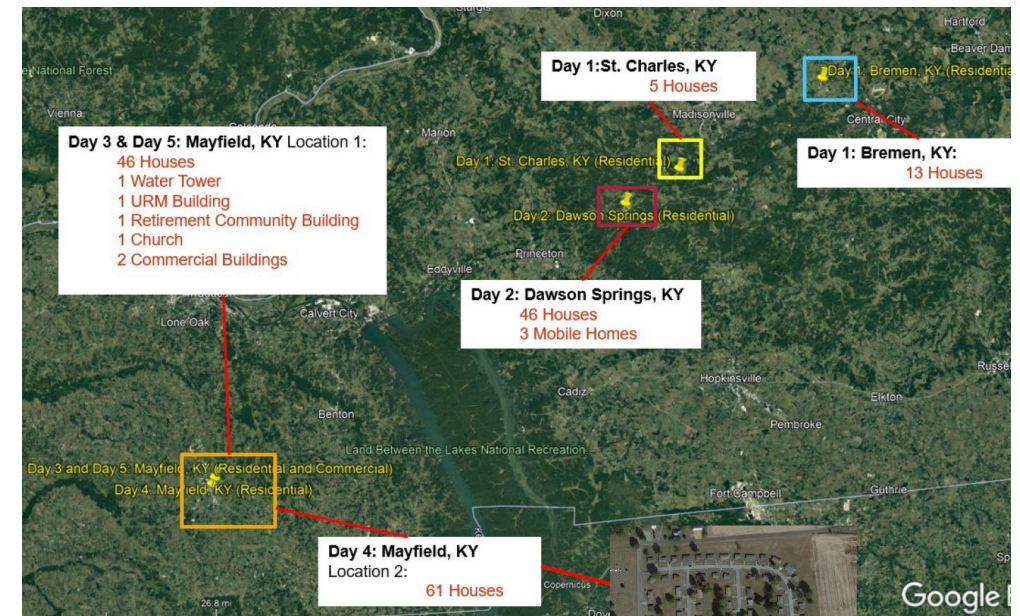 Sturgis
Dixon
Hartford
Beaver Dam
National Forest
Day 1:St. Charles, KY
5 Houses
Day 1: Bremen, KY (Residential
Vienna
Madisonville
Central City
Marion
Day 3 & Day 5: Mayfield, KY Location 1:
46 Houses
1 Water Tower
1 URM Building
1 Retirement Community Building
1 Church
2 Commercial Buildings
Day 1: Bremen, KY:
13 Houses
Day 1: St. Charles, KY (Residential)
Day 2: Dawson Springs (Residential)
Princeton
Eddyville
Day 2: Dawson Springs, KY
46 Houses
3 Mobile Homes
Calvert City
Lone Oak
Hopkinsville
Elkton
Cadiz
Pembroke
Benton
Land Between the Lakes National Recreation
Day 3 and Day 5: Mayfield, KY (Residential and Commercial)
Day 4: Mayfield, KY (Residential)
Fort Campbell
Guthrie
Day 4: Mayfield, KY
Location 2:
61 Houses
Copernicus
26.8 mi
Google